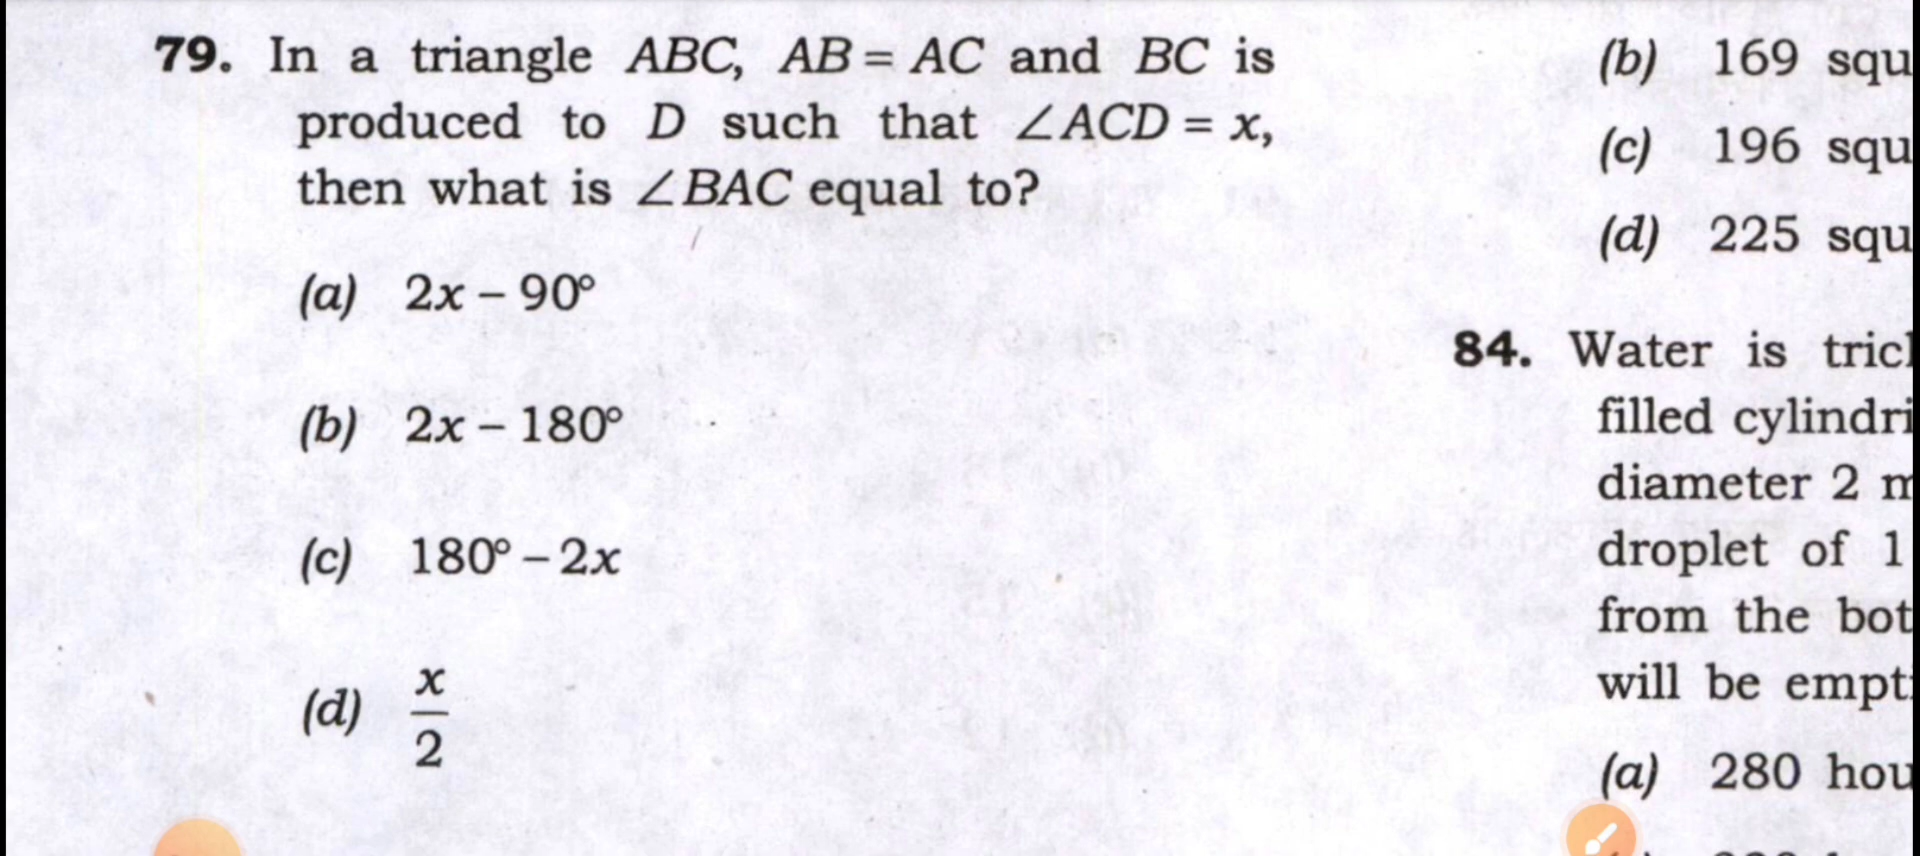 79. In a triangle ABC, AB = AC and BC is
produced to D such that ∠ACD = x,
then what is ∠BAC equal to?
(a) 2x – 90°
(b) 2x – 180°
(c) 180° – 2x
(d) x/2
(b) 169 squ
(c) 196 squ
(d) 225 squ
84. Water is tric
filled cylindri
diameter 2 m
droplet of 1
from the bot
will be empt
(a) 280 hou